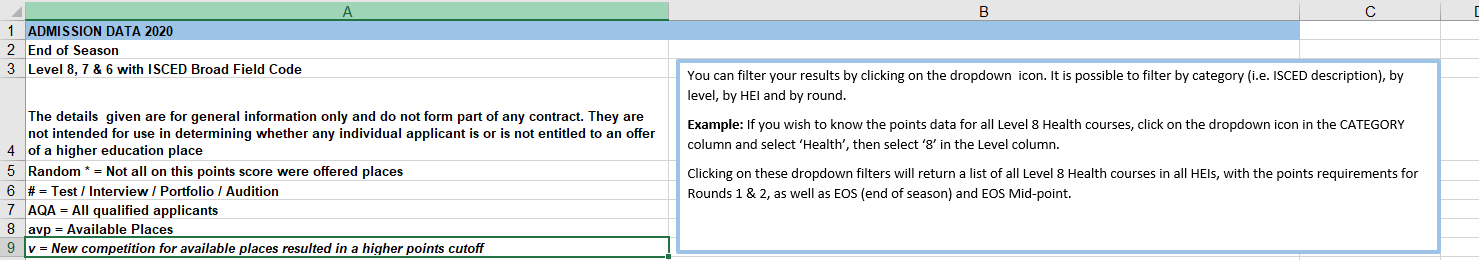 A B C
1 ADMISSION DATA 2020
2 End of Season
3 Level 8, 7 & 6 with ISCED Broad Field Code
The details given are for general information only and do not form part of any contract. They are
not intended for use in determining whether any individual applicant is or is not entitled to an offer
4 of a higher education place
5 Random * = Not all on this points score were offered places
6 # = Test / Interview / Portfolio / Audition
7 AQA = All qualified applicants
8 avp = Available Places
9 v = New competition for available places resulted in a higher points cutoff
You can filter your results by clicking on the dropdown icon. It is possible to filter by category (i.e. ISCED description), by
level, by HEI and by round.
Example: If you wish to know the points data for all Level 8 Health courses, click on the dropdown icon in the CATEGORY
column and select ‘Health’, then select ‘8’ in the Level column.
Clicking on these dropdown filters will return a list of all Level 8 Health courses in all HEIs, with the points requirements for
Rounds 1 & 2, as well as EOS (end of season) and EOS Mid-point.